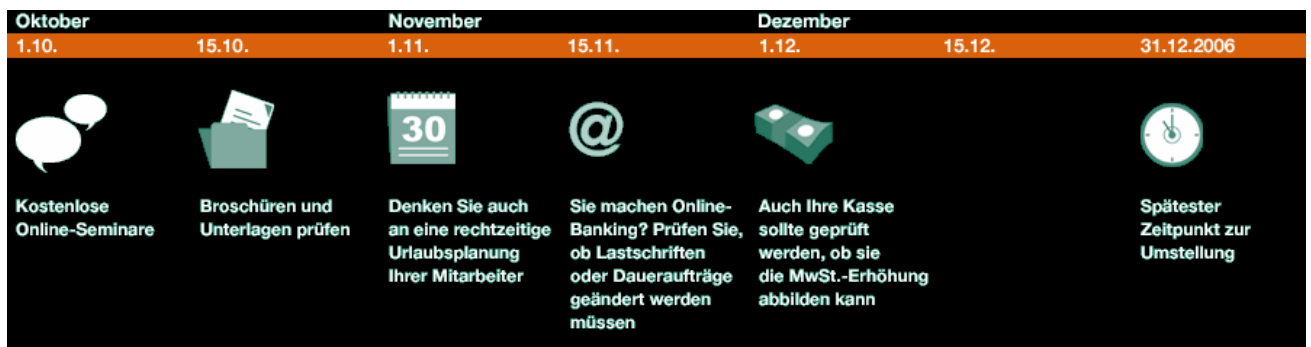 Oktober November Dezember
1.10. 15.10. 1.11. 15.11. 1.12. 15.12. 31.12.2006
30
@
Kostenlose
Online-Seminare
Broschüren und
Unterlagen prüfen
Denken Sie auch
an eine rechtzeitige
Urlaubsplanung
Ihrer Mitarbeiter
Sie machen Online-
Banking? Prüfen Sie,
ob Lastschriften
oder Daueraufträge
geändert werden
müssen
Auch Ihre Kasse
sollte geprüft
werden, ob sie
die MwSt.-Erhöhung
abbilden kann
Spätester
Zeitpunkt zur
Umstellung